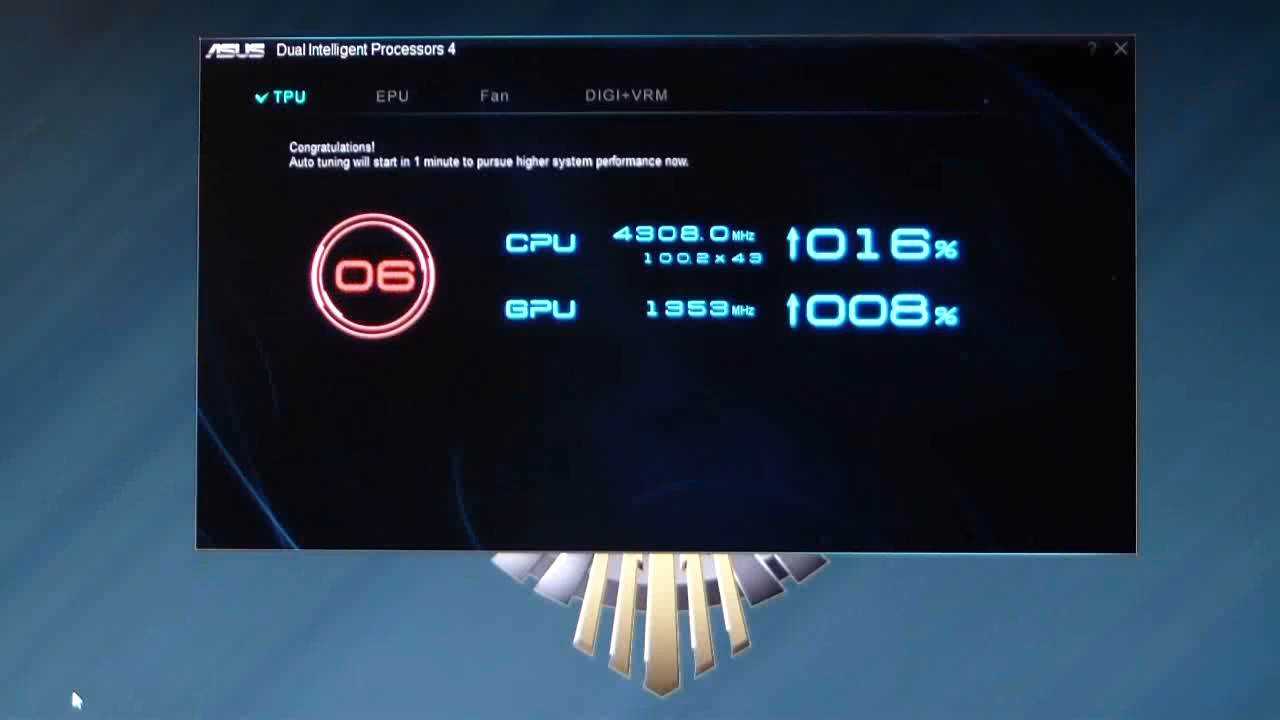 ASUS Dual Intelligent Processors 4 ? X
TPU EPU Fan DIGI+VRM
Congratulations!
Auto tuning will start in 1 minute to pursue higher system performance now.
06
CPU 4308.0 MHz ↑016%
100.2 x 43
GPU 1353 MHz ↑008%